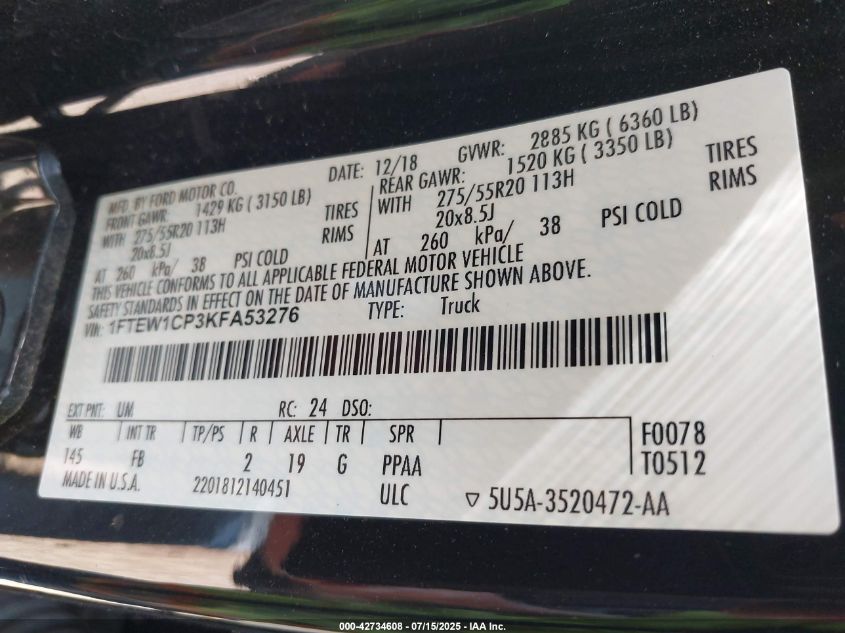 MFD. BY FORD MOTOR CO.
DATE: 12/18 GVWR: 2885 KG ( 6360 LB)
FRONT GAWR: 1429 KG ( 3150 LB) REAR GAWR: 1520 KG ( 3350 LB)
WITH 275/55R20 113H TIRES WITH 275/55R20 113H TIRES
20x8.5J RIMS 20x8.5J RIMS
AT 260 kPa/ 38 PSI COLD AT 260 kPa/ 38 PSI COLD
THIS VEHICLE CONFORMS TO ALL APPLICABLE FEDERAL MOTOR VEHICLE
SAFETY STANDARDS IN EFFECT ON THE DATE OF MANUFACTURE SHOWN ABOVE.
VIN: 1FTEW1CP3KFA53276 TYPE: Truck
EXT PNT: UM RC: 24 DSO:
WB INT TR TP/PS R AXLE TR SPR F0078
145 FB 2 19 G PPAA T0512
MADE IN U.S.A. 2201812140451 ULC ▽ 5U5A-3520472-AA
000-42734608 - 07/15/2025 - IAA Inc.